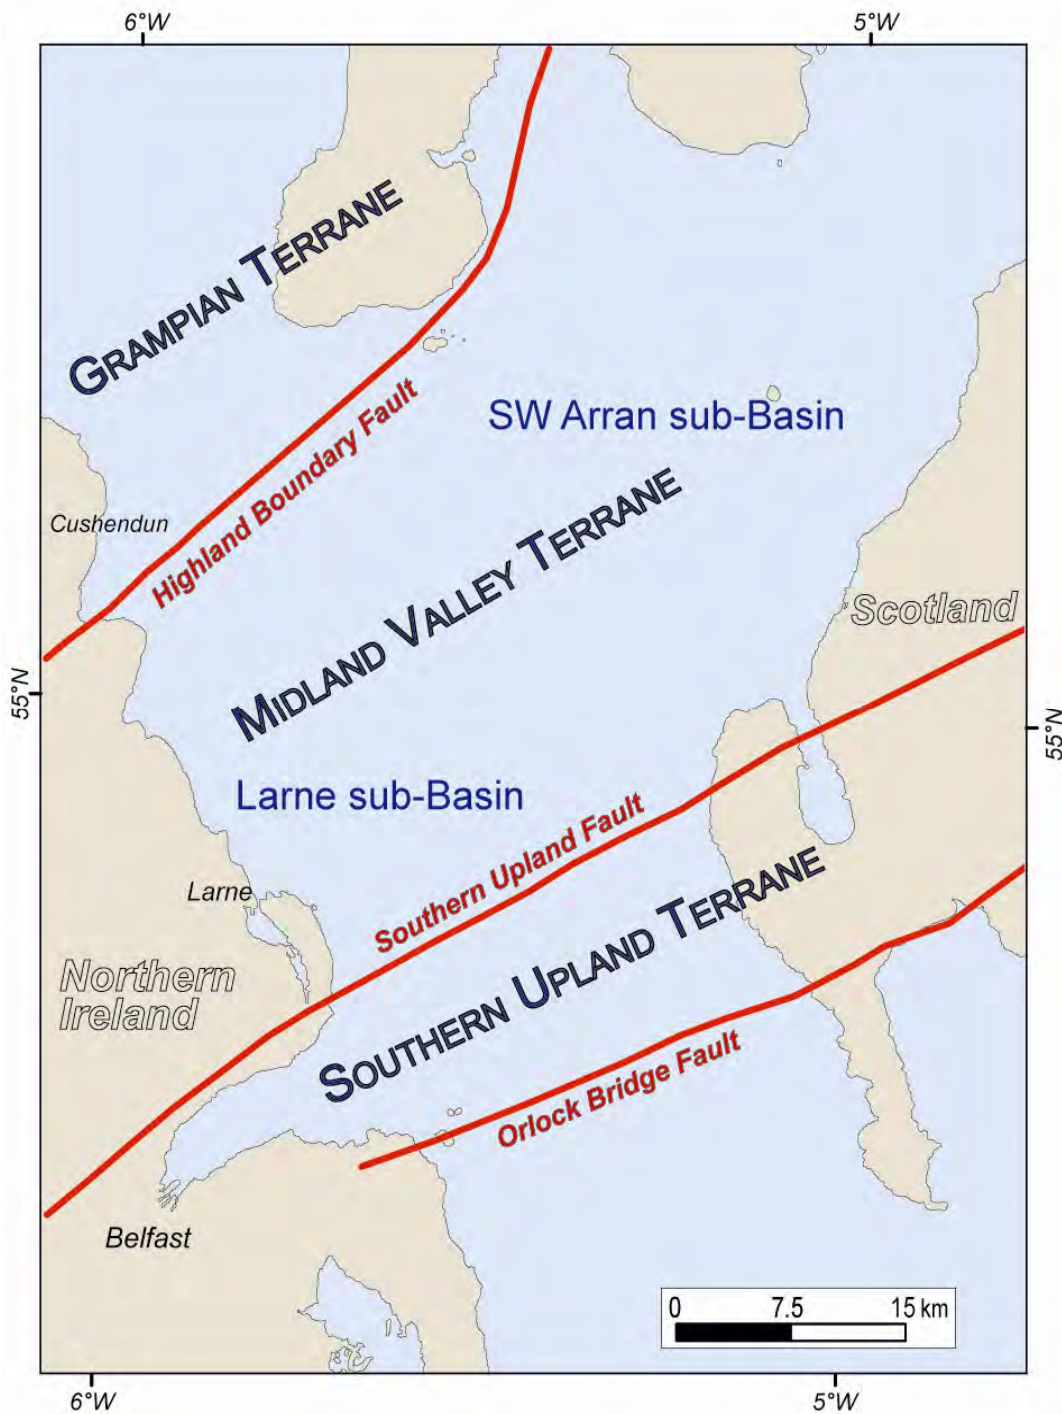 6°W
5°W
GRAMPIAN TERRANE
SW Arran sub-Basin
Highland Boundary Fault
Cushendun
MIDLAND VALLEY TERRANE
Scotland
55°N
55°N
Larne sub-Basin
Southern Upland Fault
Larne
SOUTHERN UPLAND TERRANE
Northern
Ireland
Orlock Bridge Fault
Belfast
0 7.5 15 km
6°W
5°W